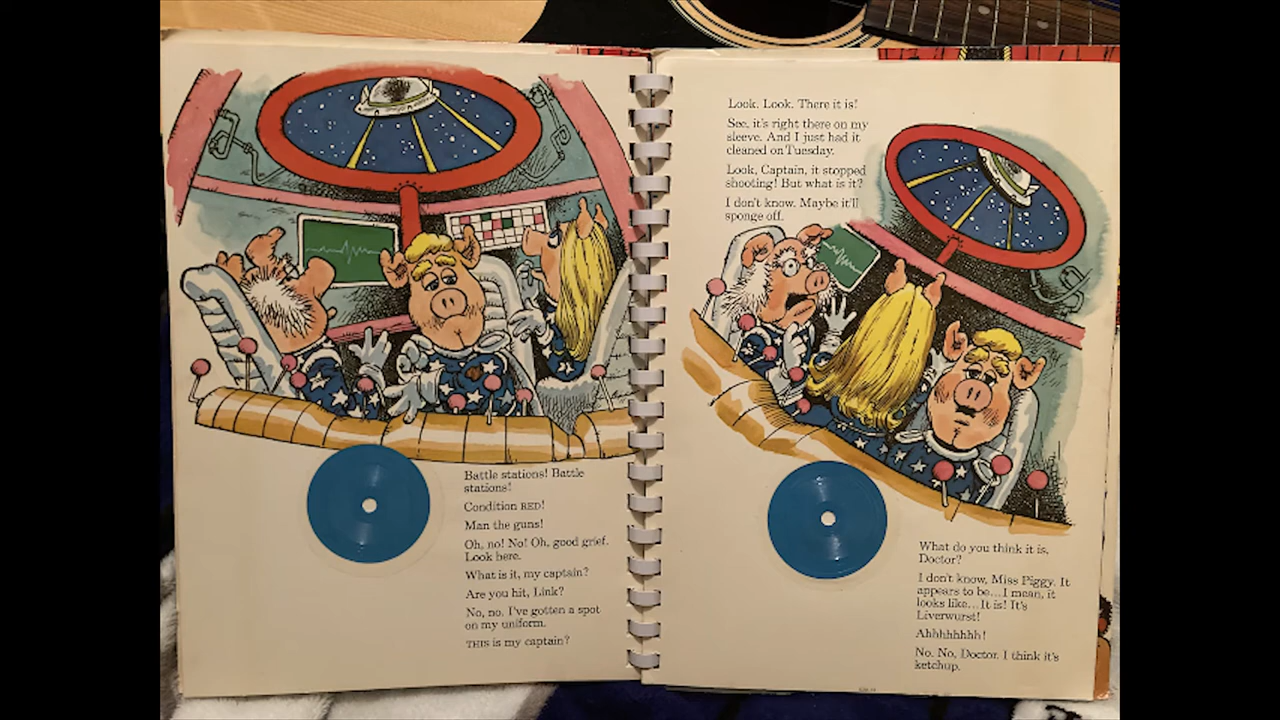 Battle stations! Battle
stations!
Condition RED!
Man the guns!
Oh, no! No! Oh, good grief.
Look here.
What is it, my captain?
Are you hit, Link?
No, no. I've gotten a spot
on my uniform.
THIS is my captain?
Look. Look. There it is!
See, it's right there on my
sleeve. And I just had it
cleaned on Tuesday.
Look, Captain, it stopped
shooting! But what is it?
I don't know. Maybe it'll
sponge off.
What do you think it is,
Doctor?
I don't know, Miss Piggy. It
appears to be...I mean, it
looks like...It is! It's
Liverwurst!
Ahhhhhhhh!
No. No, Doctor. I think it's
ketchup.